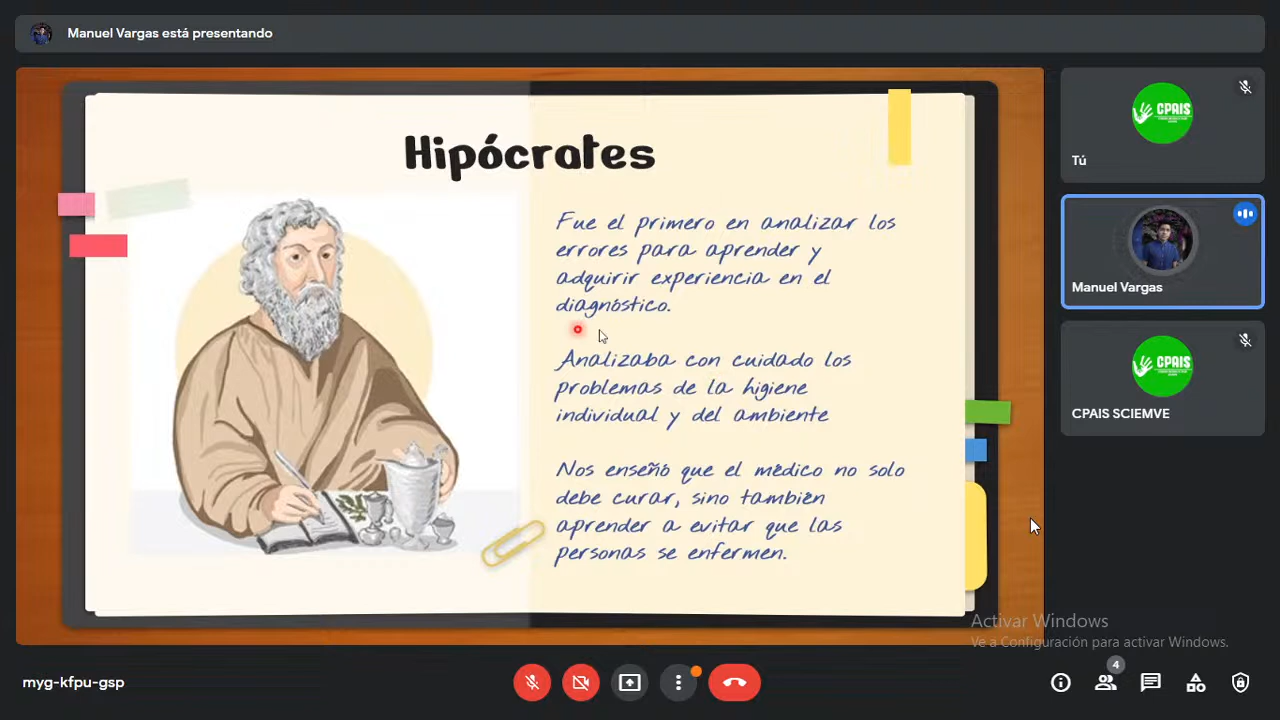 Manuel Vargas está presentando
Hipócrates
Fue el primero en analizar los
errores para aprender y
adquirir experiencia en el
diagnóstico.
Analizaba con cuidado los
problemas de la higiene
individual y del ambiente
Nos enseñó que el médico no solo
debe curar, sino también
aprender a evitar que las
personas se enfermen.
CPAIS
Tú
Manuel Vargas
CPAIS
CPAIS SCIEMVE
Activar Windows
Ve a Configuración para activar Windows.
myg-kfpu-gsp
4